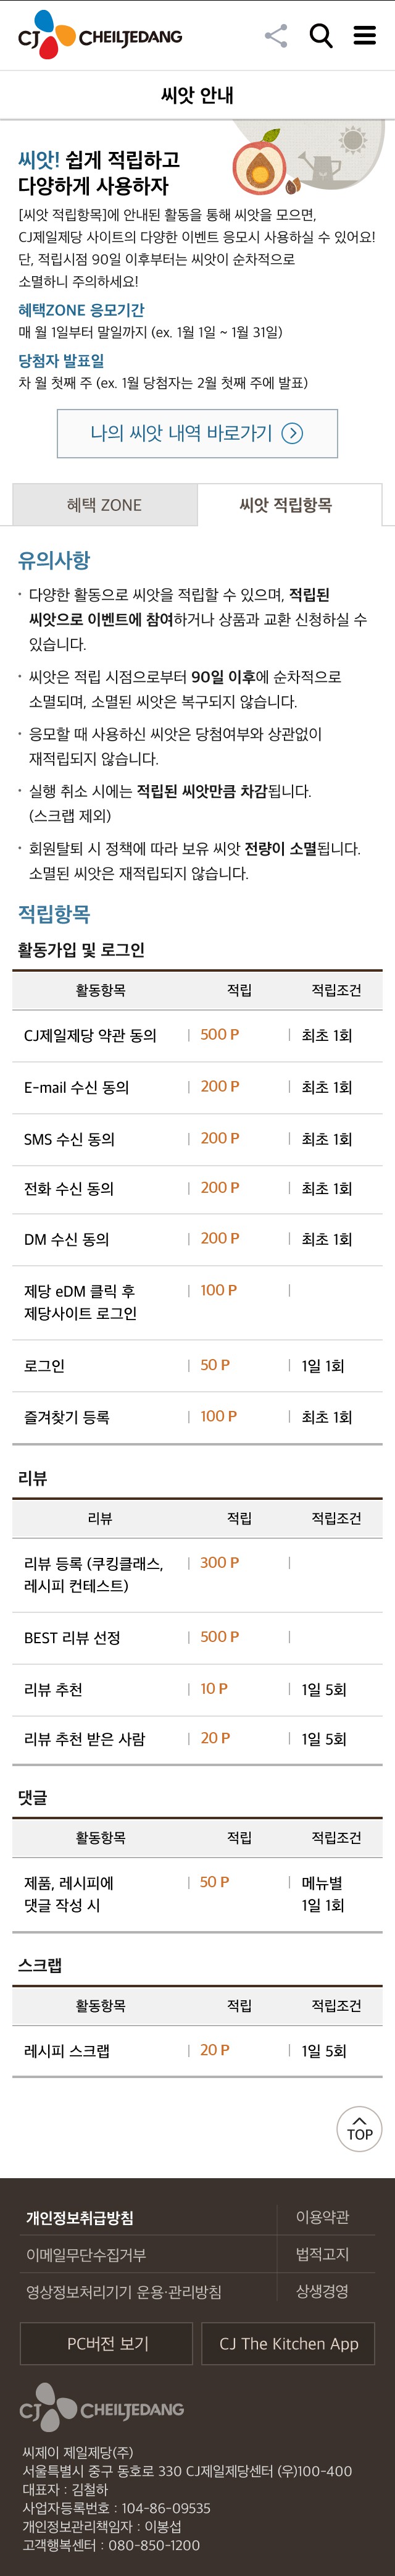 CJ CHEILJEDANG
씨앗 안내
씨앗! 쉽게 적립하고
다양하게 사용하자
[씨앗 적립항목]에 안내된 활동을 통해 씨앗을 모으면,
CJ제일제당 사이트의 다양한 이벤트 응모시 사용하실 수 있어요!
단, 적립시점 90일 이후부터는 씨앗이 순차적으로
소멸하니 주의하세요!
혜택ZONE 응모기간
매 월 1일부터 말일까지 (ex. 1월 1일 ~ 1월 31일)
당첨자 발표일
차 월 첫째 주 (ex. 1월 당첨자는 2월 첫째 주에 발표)
나의 씨앗 내역 바로가기
혜택 ZONE 씨앗 적립항목
유의사항
· 다양한 활동으로 씨앗을 적립할 수 있으며, 적립된
씨앗으로 이벤트에 참여하거나 상품과 교환 신청하실 수
있습니다.
· 씨앗은 적립 시점으로부터 90일 이후에 순차적으로
소멸되며, 소멸된 씨앗은 복구되지 않습니다.
· 응모할 때 사용하신 씨앗은 당첨여부와 상관없이
재적립되지 않습니다.
· 실행 취소 시에는 적립된 씨앗만큼 차감됩니다.
(스크랩 제외)
· 회원탈퇴 시 정책에 따라 보유 씨앗 전량이 소멸됩니다.
소멸된 씨앗은 재적립되지 않습니다.
적립항목
활동가입 및 로그인
활동항목 적립 적립조건
CJ제일제당 약관 동의 500 P 최초 1회
E-mail 수신 동의 200 P 최초 1회
SMS 수신 동의 200 P 최초 1회
전화 수신 동의 200 P 최초 1회
DM 수신 동의 200 P 최초 1회
제당 eDM 클릭 후 100 P
제당사이트 로그인
로그인 50 P 1일 1회
즐겨찾기 등록 100 P 최초 1회
리뷰
리뷰 적립 적립조건
리뷰 등록 (쿠킹클래스, 300 P
레시피 컨테스트)
BEST 리뷰 선정 500 P
리뷰 추천 10 P 1일 5회
리뷰 추천 받은 사람 20 P 1일 5회
댓글
활동항목 적립 적립조건
제품, 레시피에 50 P 메뉴별
댓글 작성 시 1일 1회
스크랩
활동항목 적립 적립조건
레시피 스크랩 20 P 1일 5회
TOP
개인정보취급방침 이용약관
이메일무단수집거부 법적고지
영상정보처리기기 운용·관리방침 상생경영
PC버전 보기 CJ The Kitchen App
CJ CHEILJEDANG
씨제이 제일제당(주)
서울특별시 중구 동호로 330 CJ제일제당센터 (우)100-400
대표자 : 김철하
사업자등록번호 : 104-86-09535
개인정보관리책임자 : 이봉섭
고객행복센터 : 080-850-1200